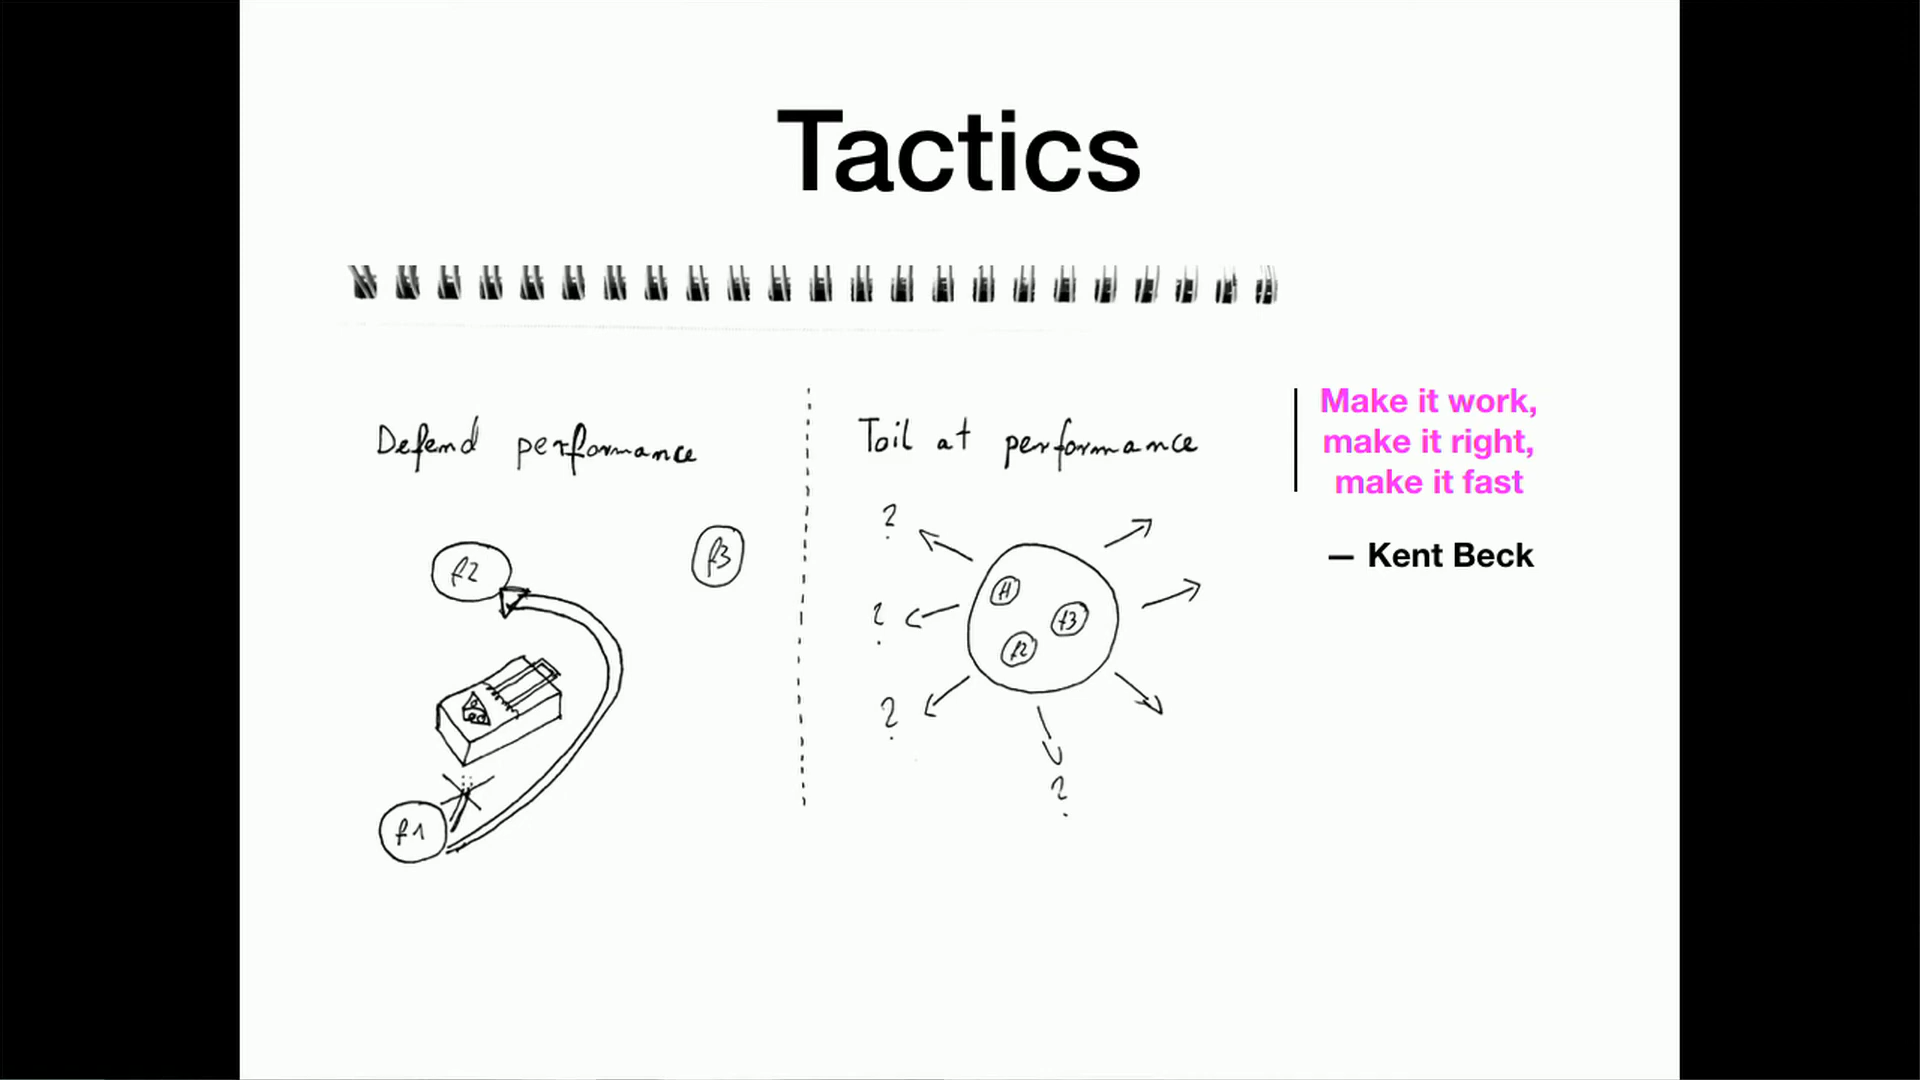 Tactics
Defend performance
f2
f3
f1
Toil at performance
?
?
?
?
f1
f3
f2
Make it work,
make it right,
make it fast
— Kent Beck